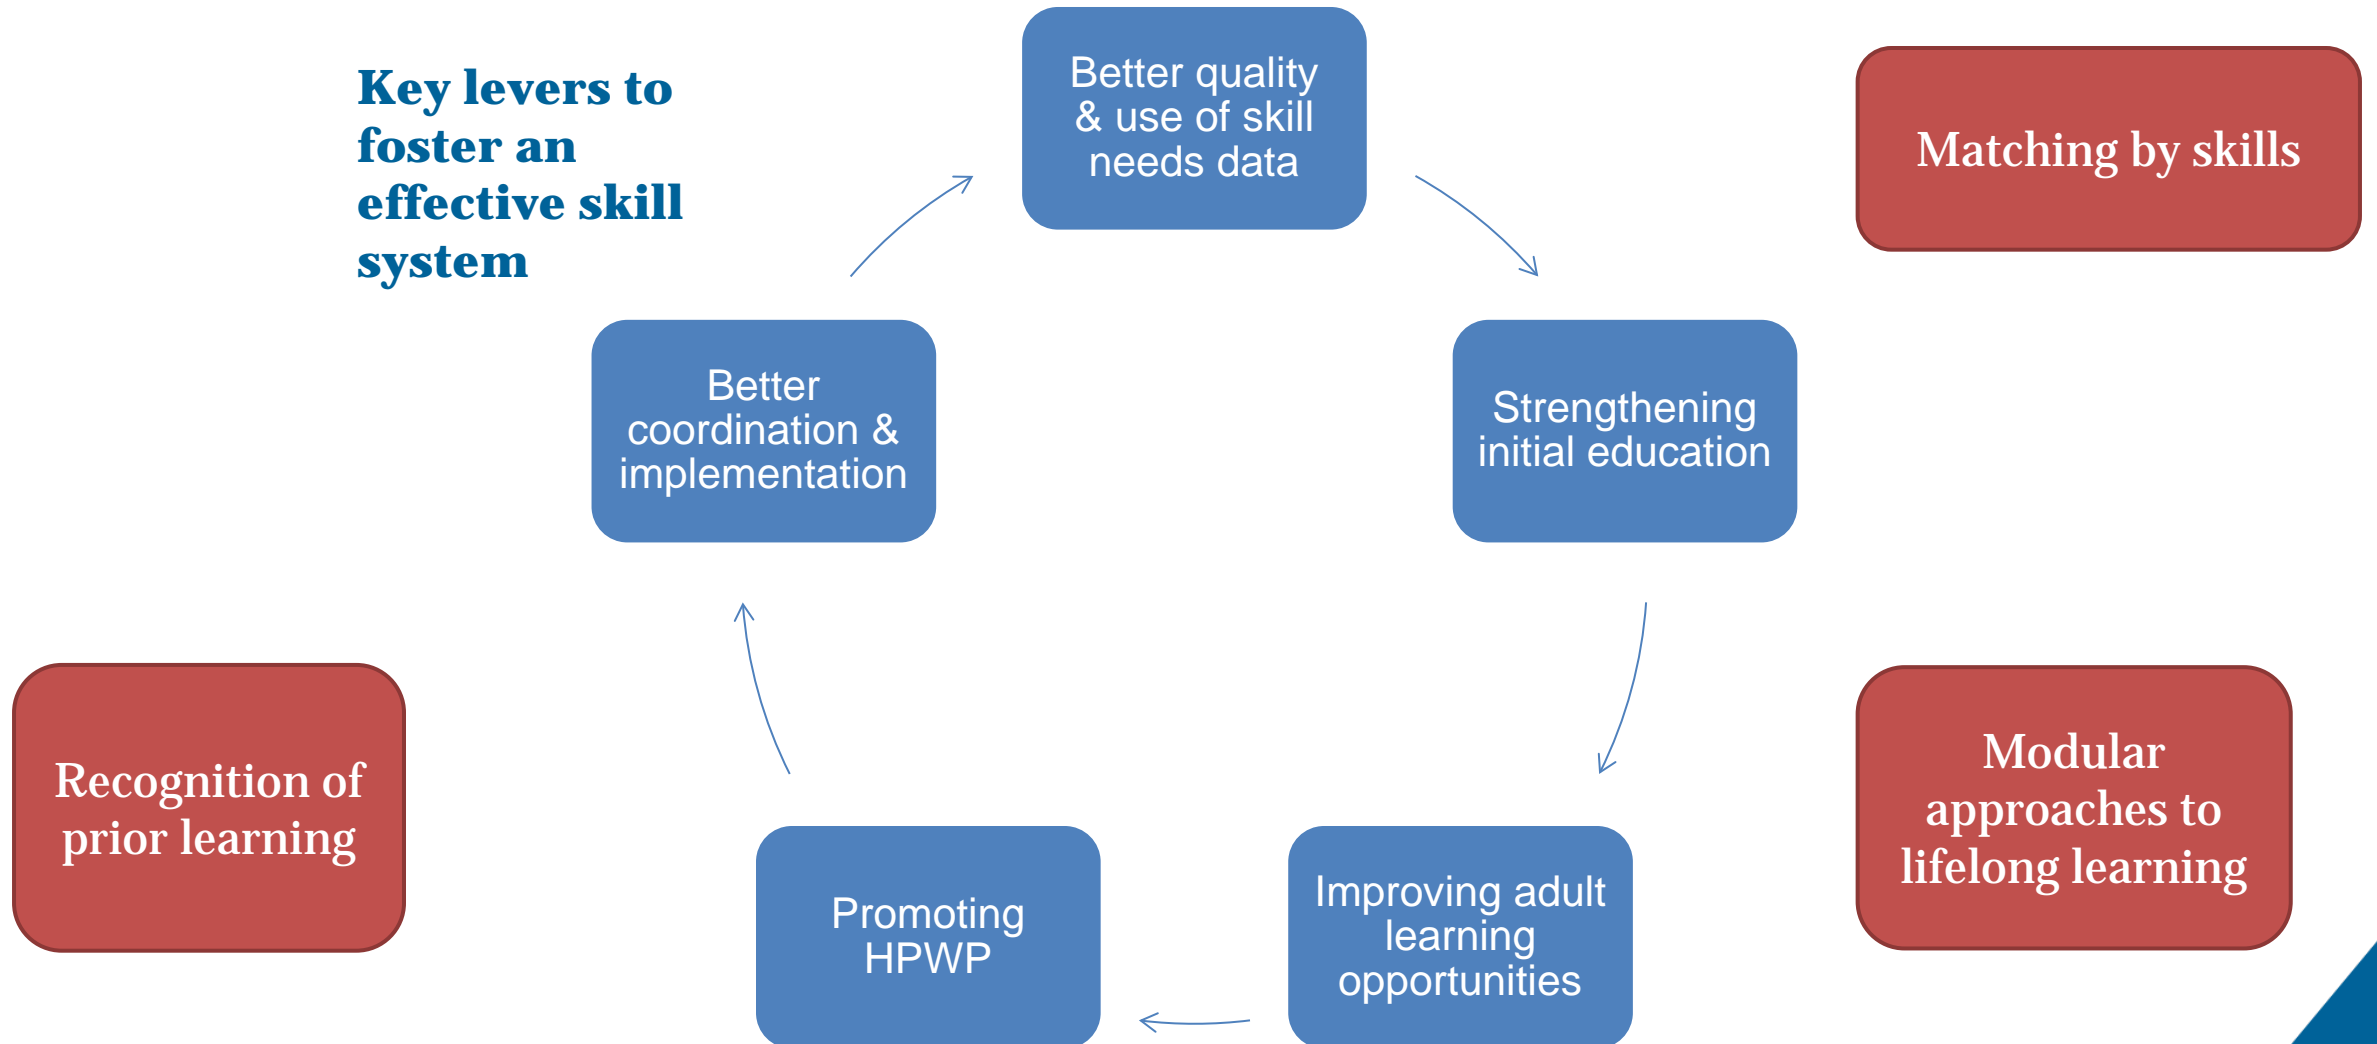 Key levers to
foster an
effective skill
system
Better quality
& use of skill
needs data
Matching by skills
Better
coordination &
implementation
Strengthening
initial education
Recognition of
prior learning
Promoting
HPWP
Improving adult
learning
opportunities
Modular
approaches to
lifelong learning